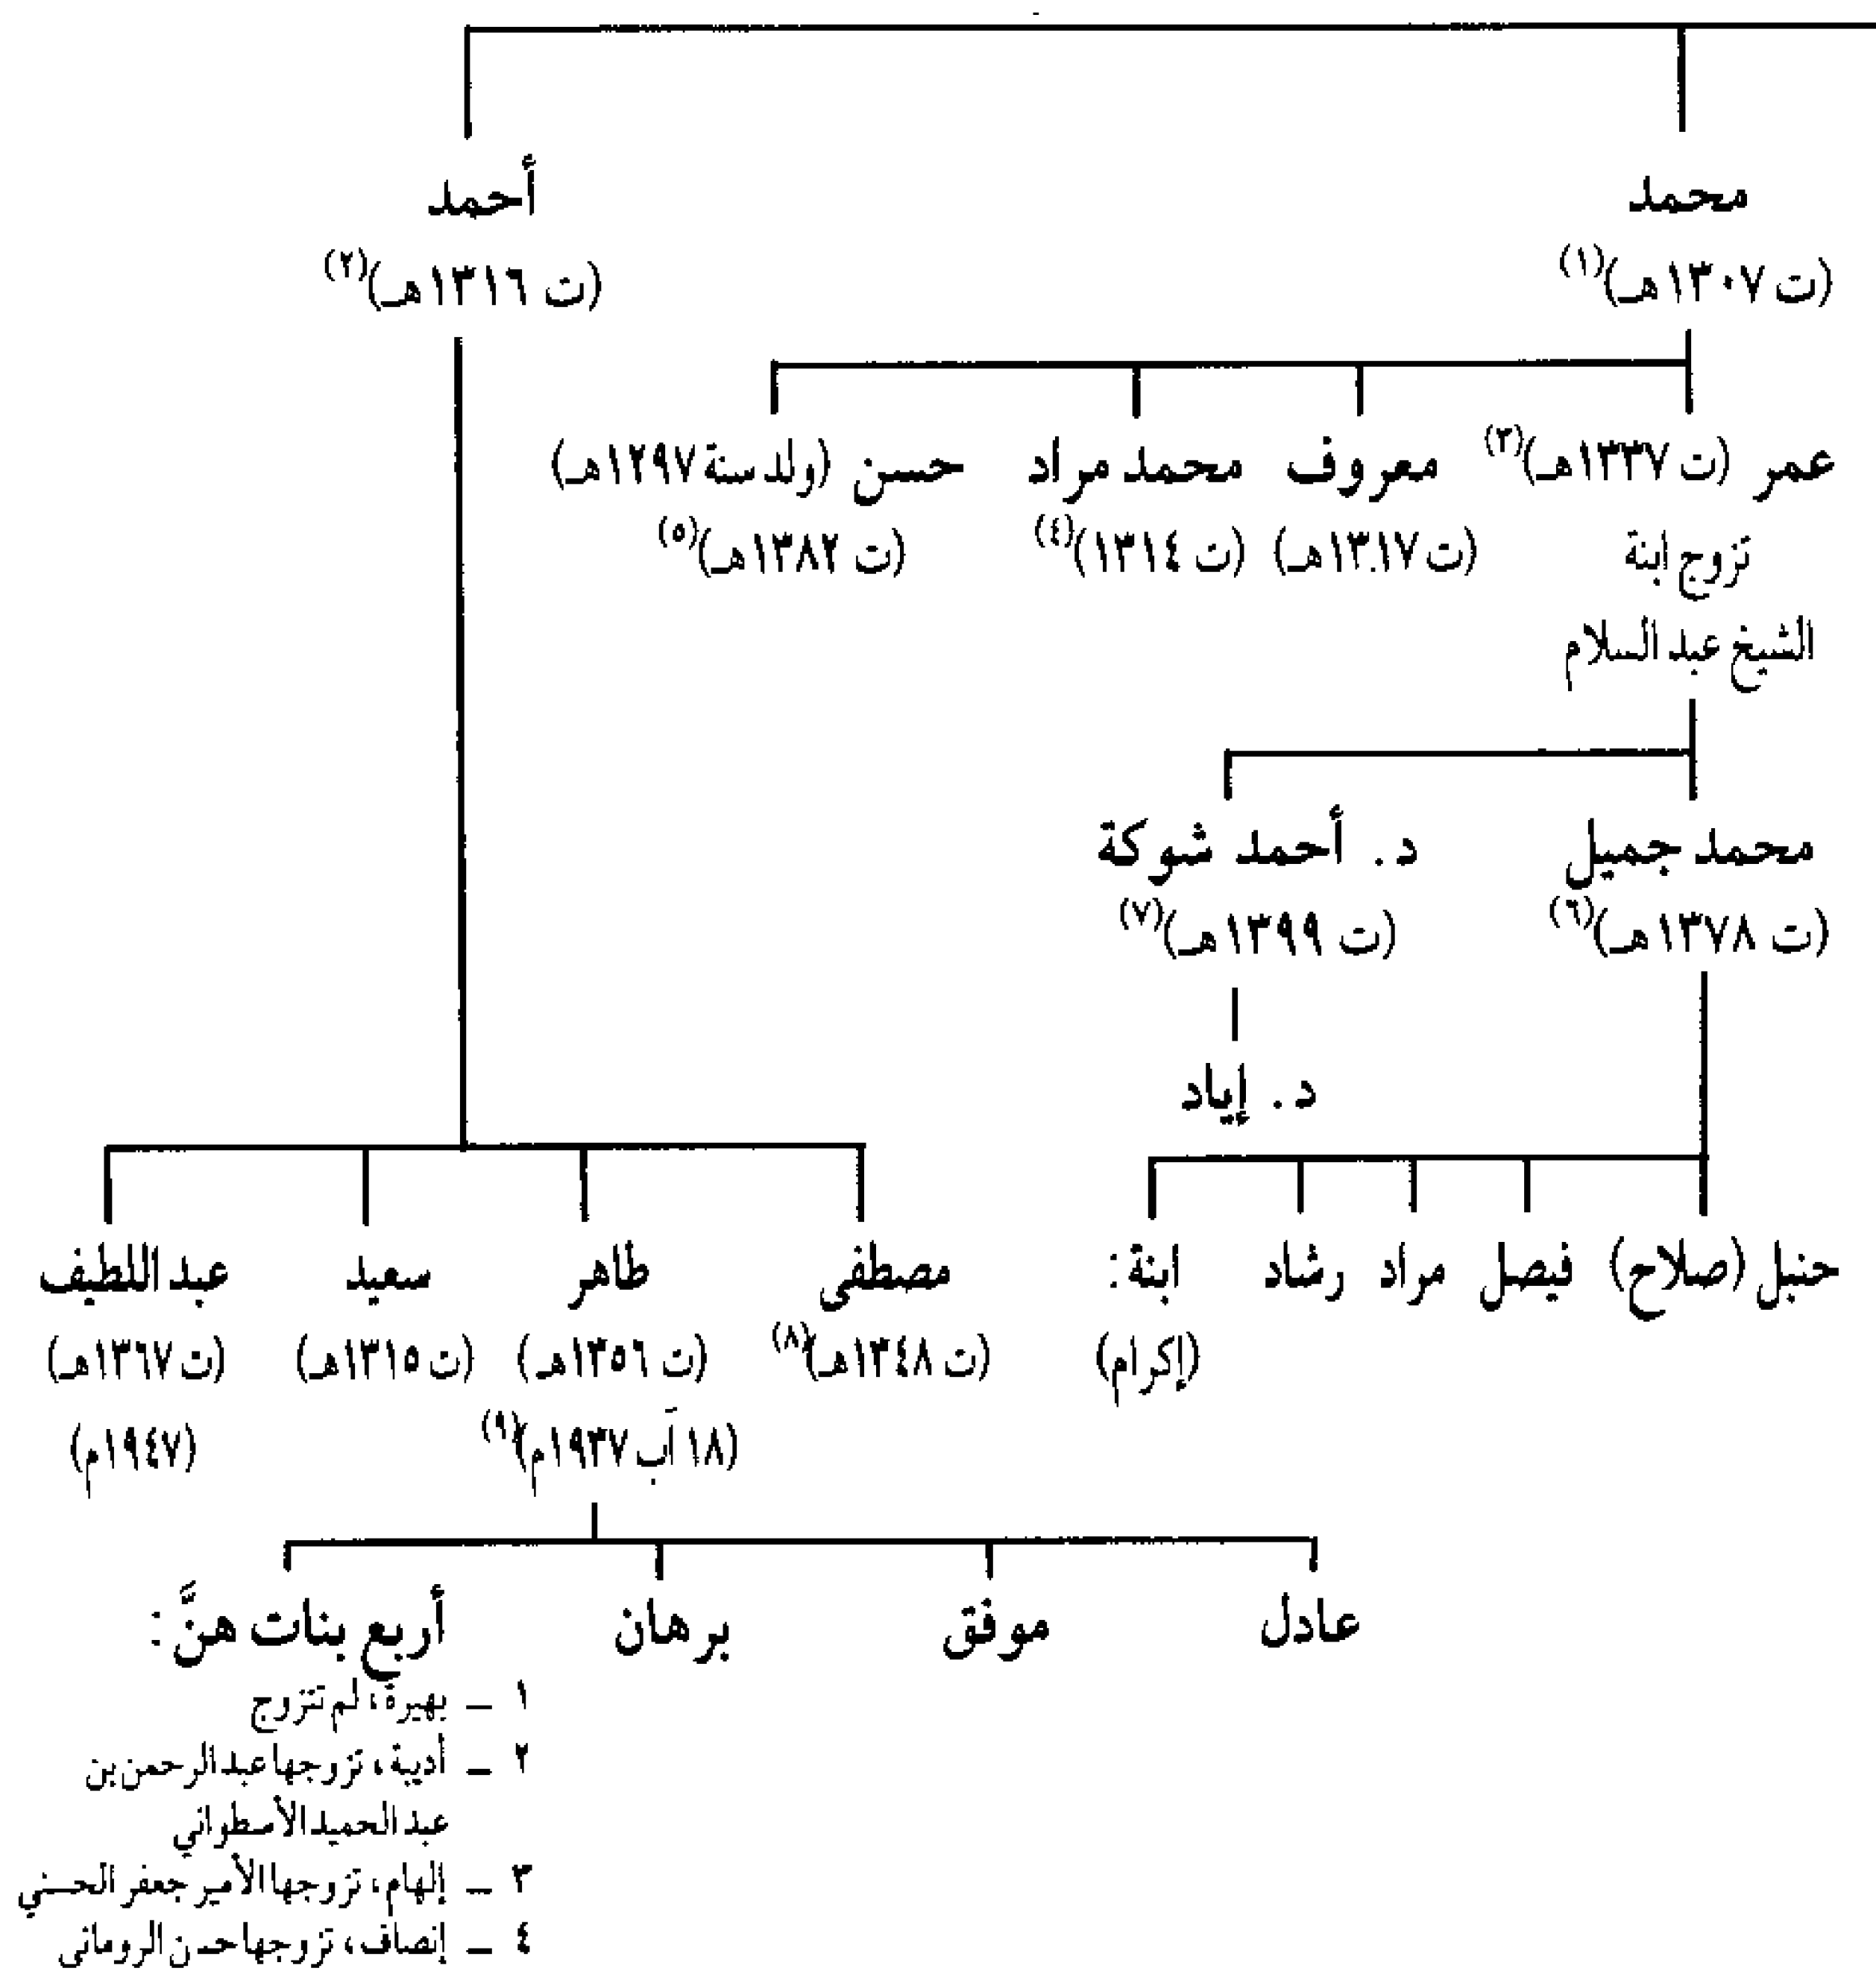 محمد
(ت ١٣٠٧هـ)(١)
أحمد
(ت ١٣١٦هـ)(٢)
عمر (ت ١٣٣٧هـ)(٣)
تزوج ابنة
الشيخ عبد السلام
معروف
(ت ١٣١٧هـ)
محمد مراد
(ت ١٣١٤)(٤)
حسن (ولد سنة ١٢٩٧هـ)
(ت ١٣٨٢هـ)(٥)
محمد جميل
(ت ١٣٧٨هـ)(٦)
د. أحمد شوكة
(ت ١٣٩٩هـ)(٧)
د. إياد
حنبل (صلاح)
فيصل
مراد
رشاد
ابنة:
(إكرام)
مصطفى
(ت ١٣٤٨هـ)(٨)
طاهر
(ت ١٣٥٦هـ)
(١٨ آب ١٩٣٧م)(٩)
سعيد
(ت ١٣١٥هـ)
عبد اللطيف
(ت ١٣٦٧هـ)
(١٩٤٧م)
عادل
موفق
برهان
أربع بنات هنَّ:
١ ــ بهيرة، لم تتزوج
٢ ــ أديبة، تزوجها عبد الرحمن بن
عبد الحميد الأسطواني
٣ ــ إلهام، تزوجها الأمير جعفر الحسني
٤ ــ إنصاف، تزوجها حسن الروماني